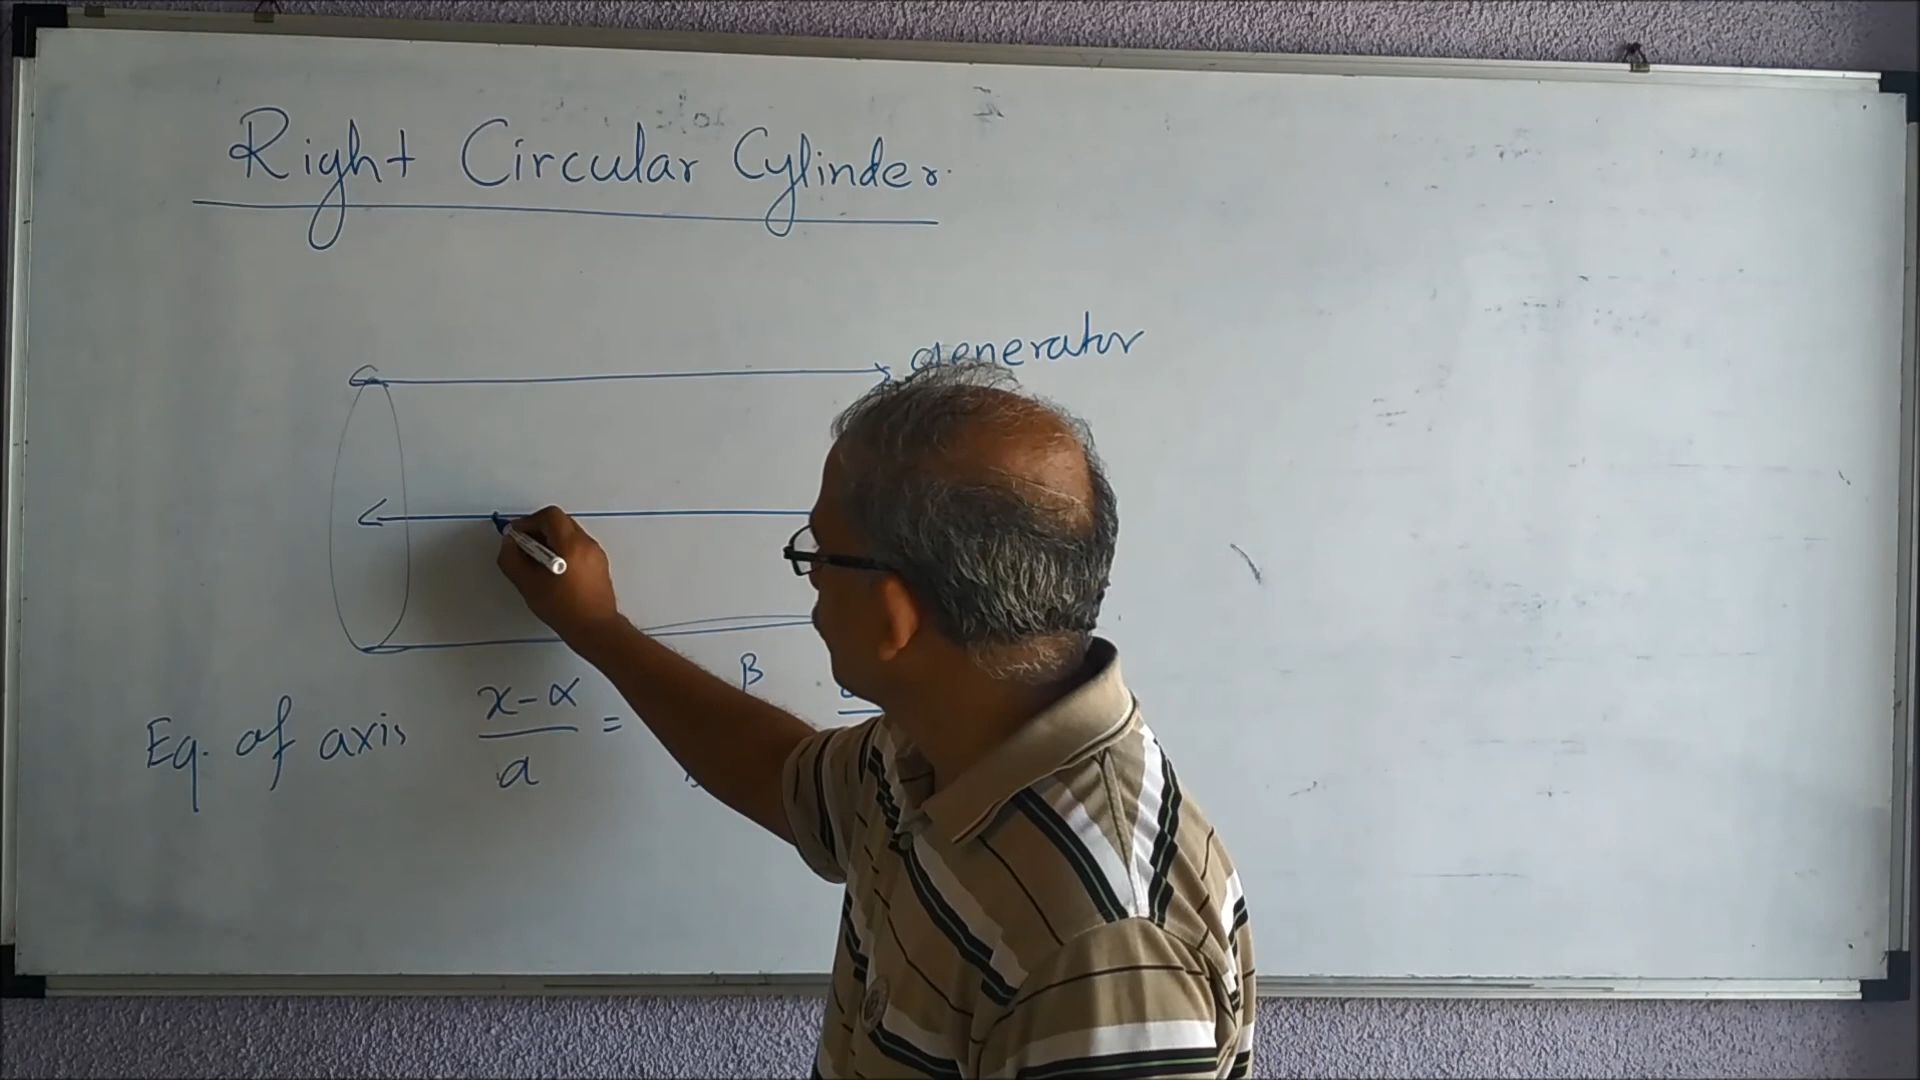 Right Circular Cylinder.
generator
β
x-α
Eq. of axis =
a